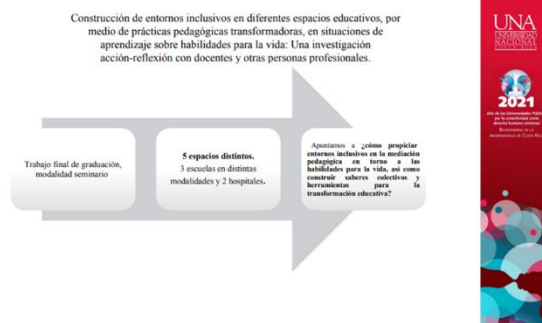 Construcción de entornos inclusivos en diferentes espacios educativos, por
medio de prácticas pedagógicas transformadoras, en situaciones de
aprendizaje sobre habilidades para la vida: Una investigación
acción-reflexión con docentes y otras personas profesionales.
Trabajo final de graduación,
modalidad seminario
5 espacios distintos.
3 escuelas en distintas
modalidades y 2 hospitales.
Apuntamos a ¿cómo propiciar
entornos inclusivos en la mediación
pedagógica en torno a las
habilidades para la vida, así como
construir saberes colectivos y
herramientas para la
transformación educativa?
UNA
UNIVERSIDAD
NACIONAL
2021